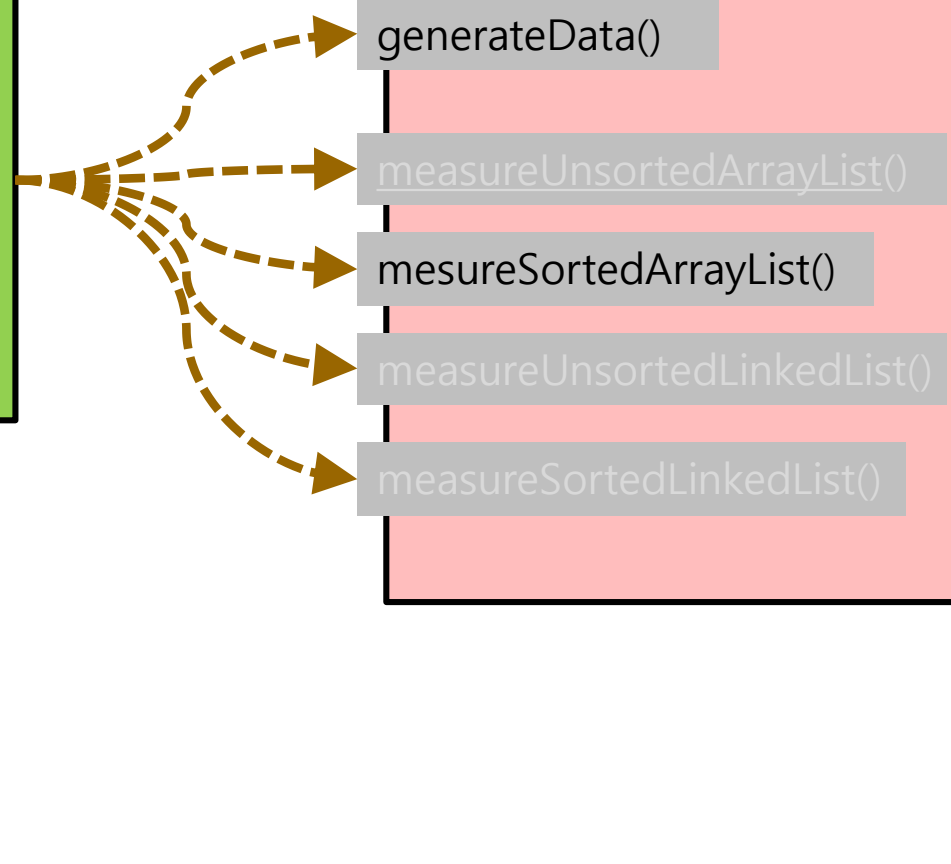 generateData()
measureUnsortedArrayList()
mesureSortedArrayList()
measureUnsortedLinkedList()
measureSortedLinkedList()